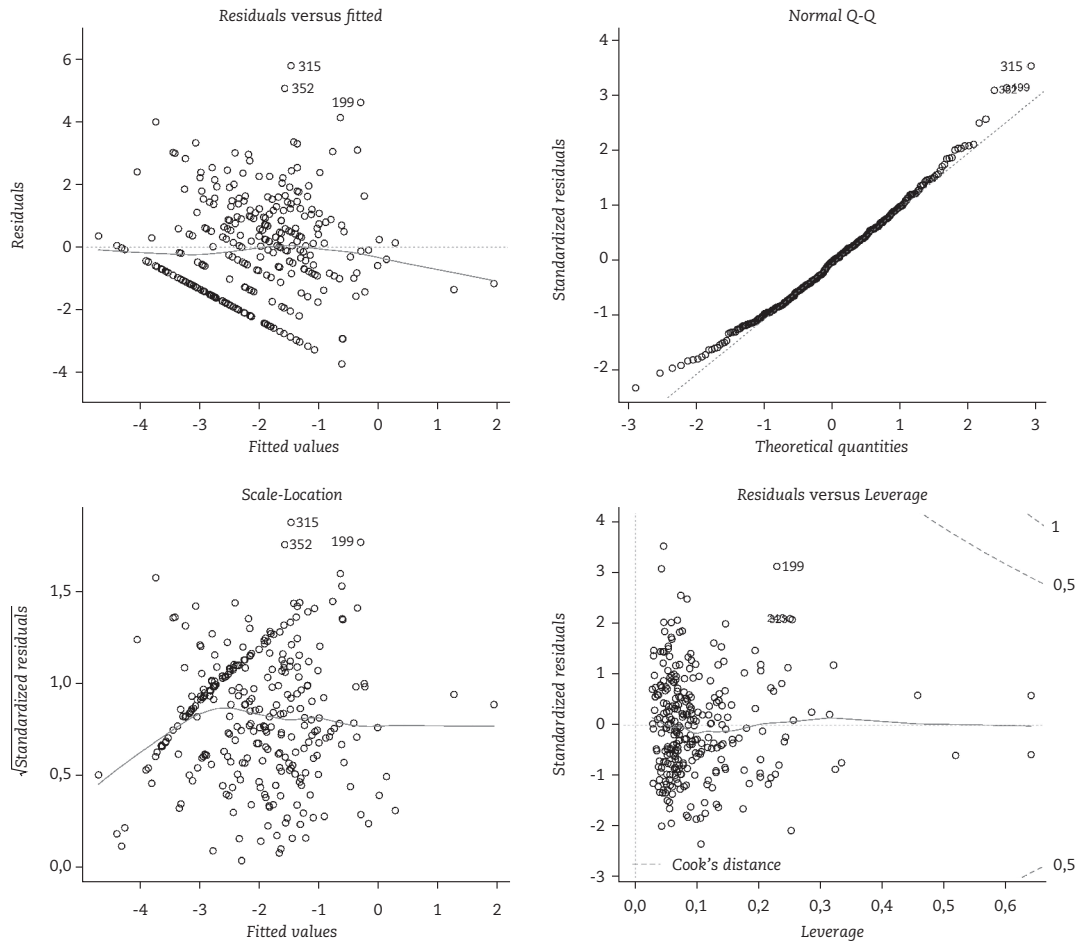 Residuals versus fitted
6
4
2
0
-2
-4
Residuals
315
352
199
-4 -3 -2 -1 0 1 2
Fitted values
Normal Q-Q
4
3
2
1
0
-1
-2
Standardized residuals
315
199
-3 -2 -1 0 1 2 3
Theoretical quantities
Scale-Location
1,5
1,0
0,5
0,0
√Standardized residuals
315
352
199
-4 -3 -2 -1 0 1 2
Fitted values
Residuals versus Leverage
4
3
2
1
0
-1
-2
-3
Standardized residuals
199
1
0,5
0,5
Cook's distance
0,0 0,1 0,2 0,3 0,4 0,5 0,6
Leverage